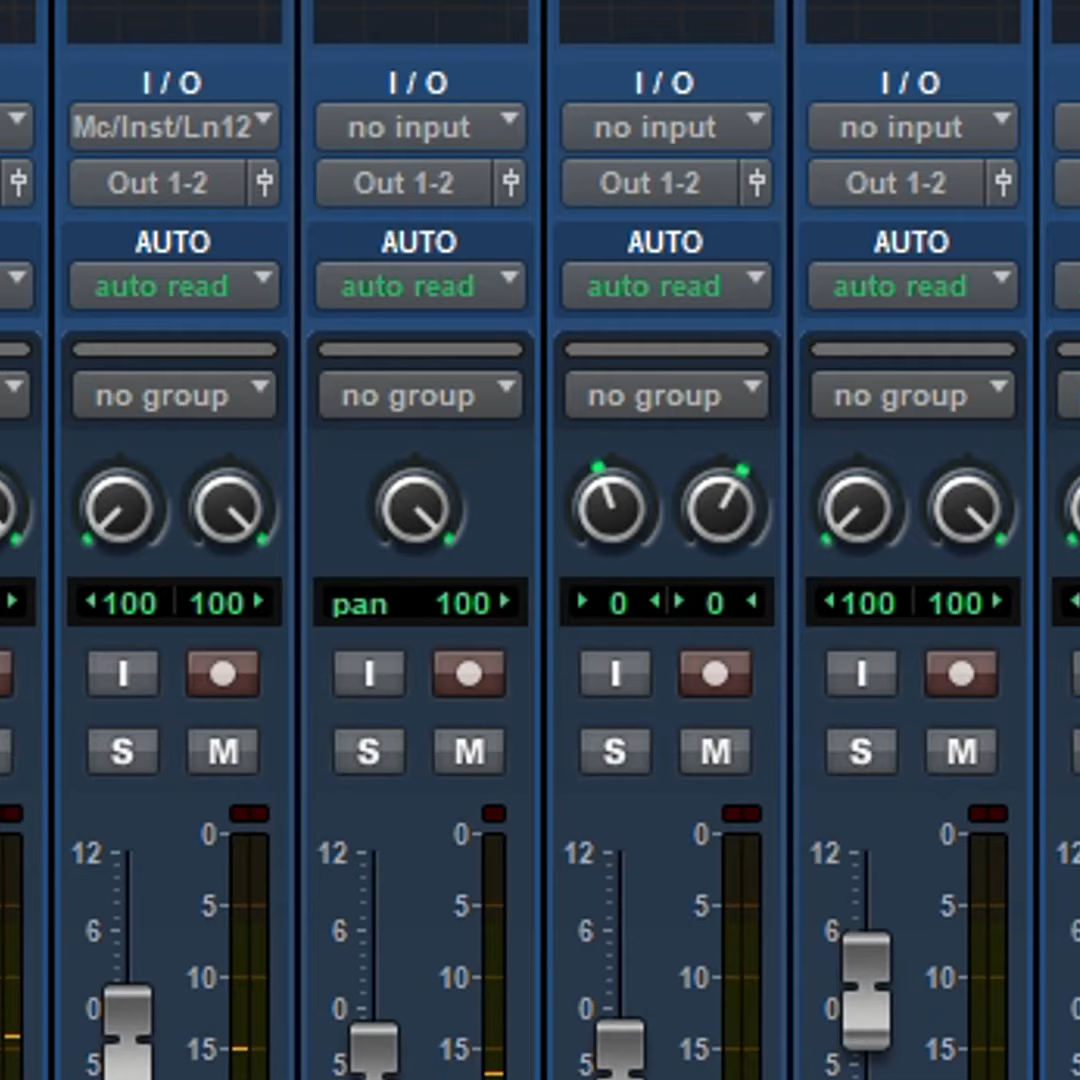 I / O I / O I / O I / O
Mc/Inst/Ln12 no input no input no input
Out 1-2 Out 1-2 Out 1-2 Out 1-2
AUTO AUTO AUTO AUTO
auto read auto read auto read auto read
no group no group no group no group
100 100 pan 100 0 0 100 100
I I I I
S M S M S M S M
0 0 0 0
12 12 12 12 12
5 5 5 5
6 6 6 6 6
10 10 10 10
0 0 0 0 0
15 15 15 15
5 5 5 5 5